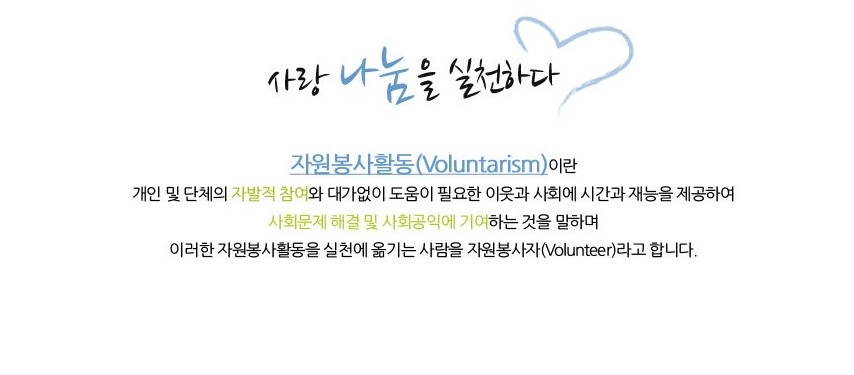 사랑 나눔을 실천하다
자원봉사활동(Voluntarism)이란
개인 및 단체의 자발적 참여와 대가없이 도움이 필요한 이웃과 사회에 시간과 재능을 제공하여
사회문제 해결 및 사회공익에 기여하는 것을 말하며
이러한 자원봉사활동을 실천에 옮기는 사람을 자원봉사자(Volunteer)라고 합니다.